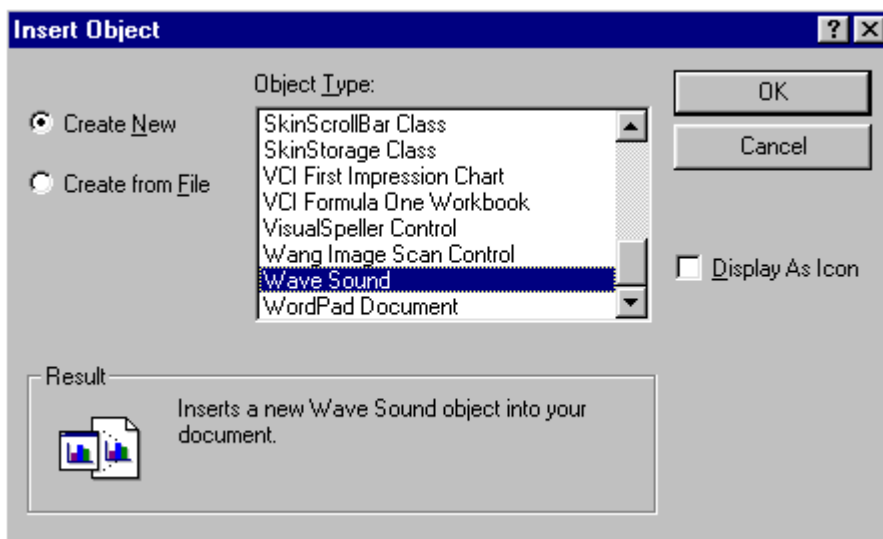 Insert Object
Object Type:
Create New
Create from File
SkinScrollBar Class
SkinStorage Class
VCI First Impression Chart
VCI Formula One Workbook
VisualSpeller Control
Wang Image Scan Control
Wave Sound
WordPad Document
OK
Cancel
Display As Icon
Result
Inserts a new Wave Sound object into your
document.